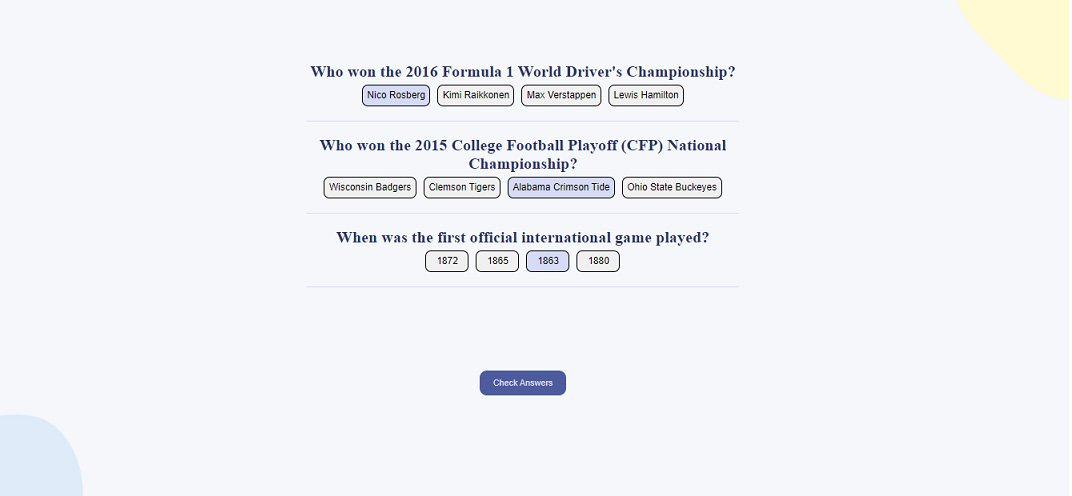 Who won the 2016 Formula 1 World Driver's Championship?
Nico Rosberg Kimi Raikkonen Max Verstappen Lewis Hamilton
Who won the 2015 College Football Playoff (CFP) National
Championship?
Wisconsin Badgers Clemson Tigers Alabama Crimson Tide Ohio State Buckeyes
When was the first official international game played?
1872 1865 1863 1880
Check Answers